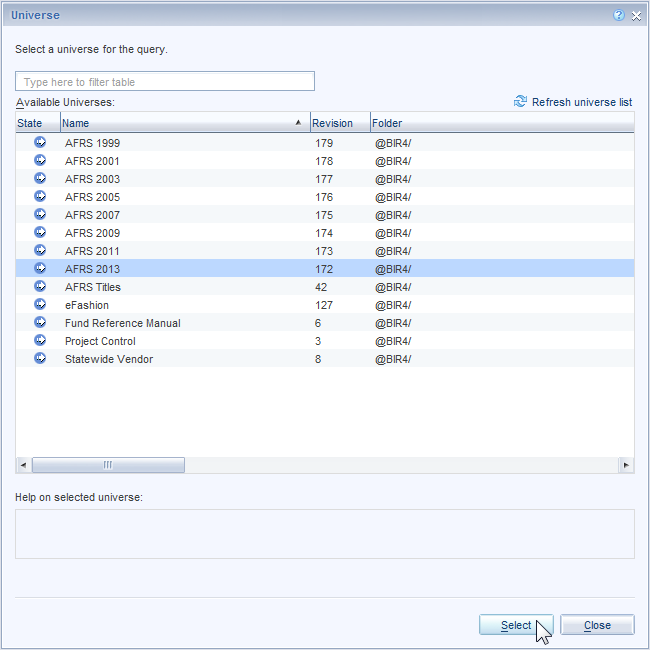 Universe
Select a universe for the query.
Type here to filter table
Available Universes: Refresh universe list
State Name Revision Folder
AFRS 1999 179 @BIR4/
AFRS 2001 178 @BIR4/
AFRS 2003 177 @BIR4/
AFRS 2005 176 @BIR4/
AFRS 2007 175 @BIR4/
AFRS 2009 174 @BIR4/
AFRS 2011 173 @BIR4/
AFRS 2013 172 @BIR4/
AFRS Titles 42 @BIR4/
eFashion 127 @BIR4/
Fund Reference Manual 6 @BIR4/
Project Control 3 @BIR4/
Statewide Vendor 8 @BIR4/
Help on selected universe:
Select Close